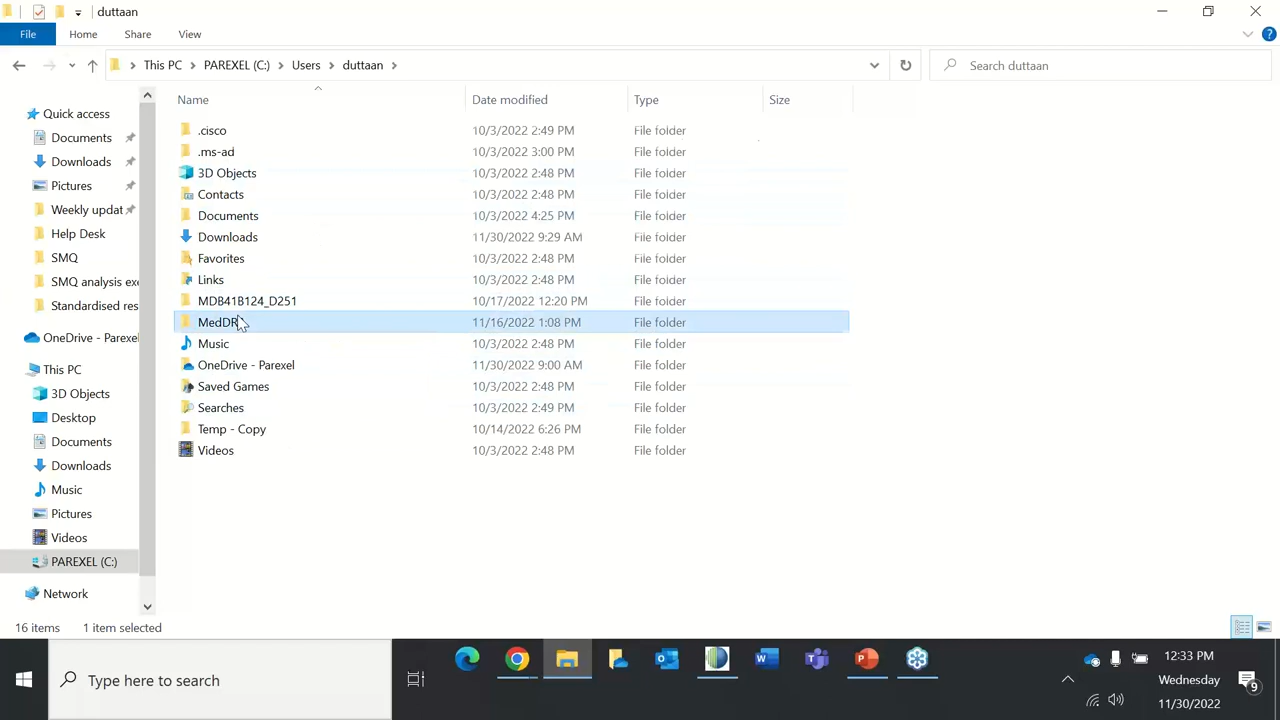 duttaan
File
Home
Share
View
This PC
PAREXEL (C:)
Users
duttaan
Search duttaan
Name
Date modified
Type
Size
Quick access
Documents
Downloads
Pictures
Weekly updat
Help Desk
SMQ
SMQ analysis exe
Standardised res
OneDrive - Parexel
This PC
3D Objects
Desktop
Documents
Downloads
Music
Pictures
Videos
PAREXEL (C:)
Network
.cisco 10/3/2022 2:49 PM File folder
.ms-ad 10/3/2022 3:00 PM File folder
3D Objects 10/3/2022 2:48 PM File folder
Contacts 10/3/2022 2:48 PM File folder
Documents 10/3/2022 4:25 PM File folder
Downloads 11/30/2022 9:29 AM File folder
Favorites 10/3/2022 2:48 PM File folder
Links 10/3/2022 2:48 PM File folder
MDB41B124_D251 10/17/2022 12:20 PM File folder
MedDR 11/16/2022 1:08 PM File folder
Music 10/3/2022 2:48 PM File folder
OneDrive - Parexel 11/30/2022 9:00 AM File folder
Saved Games 10/3/2022 2:48 PM File folder
Searches 10/3/2022 2:49 PM File folder
Temp - Copy 10/14/2022 6:26 PM File folder
Videos 10/3/2022 2:48 PM File folder
16 items
1 item selected
Type here to search
12:33 PM
Wednesday
11/30/2022
9